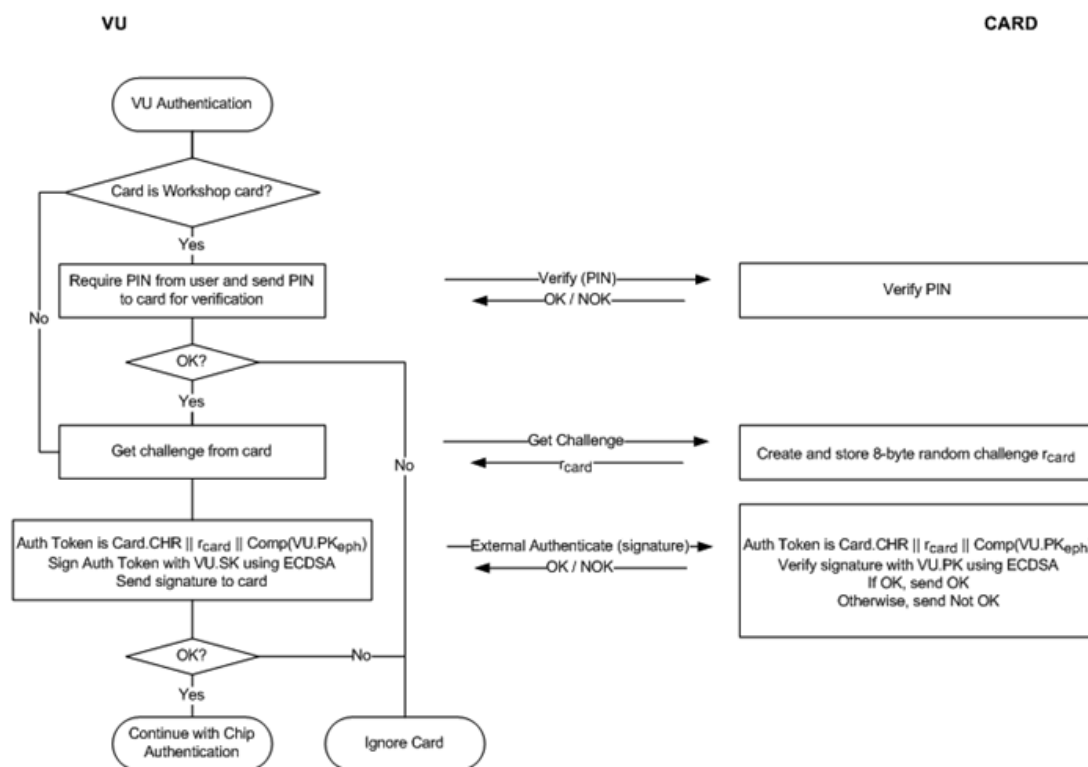 VU
CARD
VU Authentication
Card is Workshop card?
Yes
Require PIN from user and send PIN
to card for verification
Verify (PIN)
OK / NOK
Verify PIN
No
OK?
Yes
Get challenge from card
No
Get Challenge
rcard
Create and store 8-byte random challenge rcard
Auth Token is Card.CHR || rcard || Comp(VU.PKeph)
Sign Auth Token with VU.SK using ECDSA
Send signature to card
External Authenticate (signature)
OK / NOK
Auth Token is Card.CHR || rcard || Comp(VU.PKeph
Verify signature with VU.PK using ECDSA
If OK, send OK
Otherwise, send Not OK
OK?
No
Yes
Continue with Chip
Authentication
Ignore Card